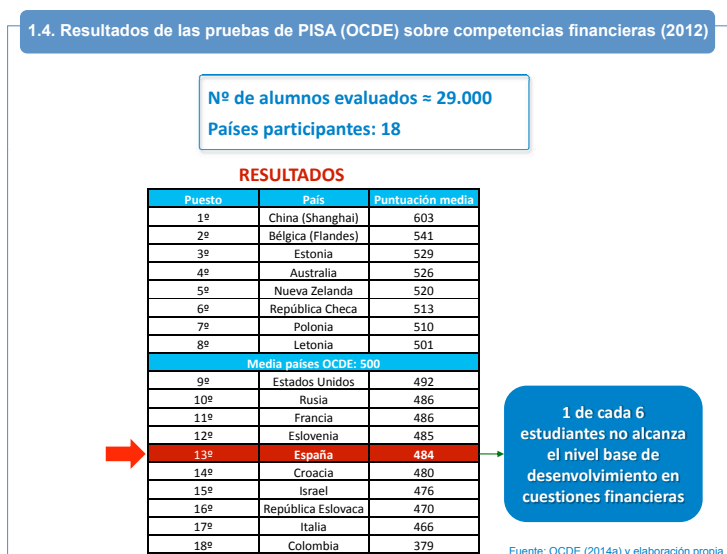 1.4. Resultados de las pruebas de PISA (OCDE) sobre competencias financieras (2012)
Nº de alumnos evaluados ≈ 29.000
Países participantes: 18
RESULTADOS
Puesto País Puntuación media
1º China (Shanghai) 603
2º Bélgica (Flandes) 541
3º Estonia 529
4º Australia 526
5º Nueva Zelanda 520
6º República Checa 513
7º Polonia 510
8º Letonia 501
Media países OCDE: 500
9º Estados Unidos 492
10º Rusia 486
11º Francia 486
12º Eslovenia 485
13º España 484
14º Croacia 480
15º Israel 476
16º República Eslovaca 470
17º Italia 466
18º Colombia 379
1 de cada 6
estudiantes no alcanza
el nivel base de
desenvolvimiento en
cuestiones financieras
Fuente: OCDE (2014a) y elaboración propia